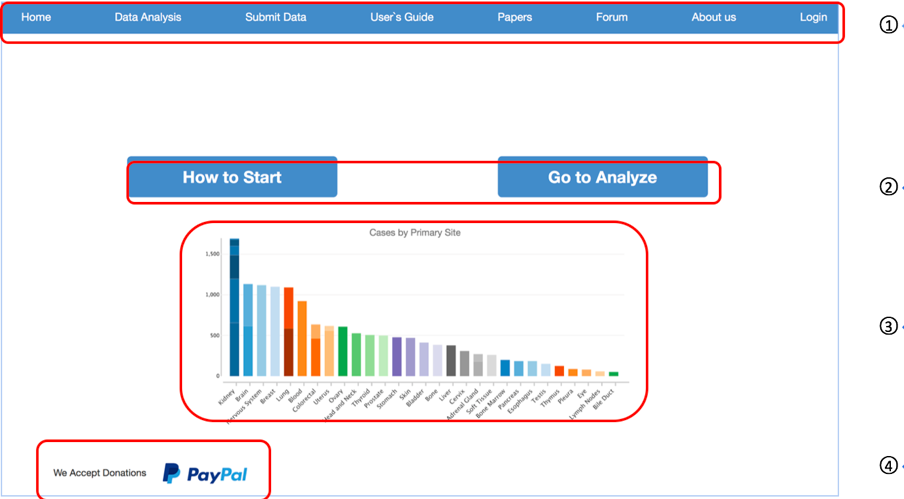 Home Data Analysis Submit Data User`s Guide Papers Forum About us Login
①
How to Start Go to Analyze
②
Cases by Primary Site
1,500
1,000
500
0
③
Kidney Brain Nervous System Breast Lung Blood Colorectal Uterus Ovary Head and Neck Thyroid Prostate Stomach Skin Bladder Bone Liver Cervix Adrenal Gland Soft Tissue Bone Marrow Pancreas Esophagus Testis Thymus Pleura Eye Lymph Nodes Bile Duct
We Accept Donations PayPal
④